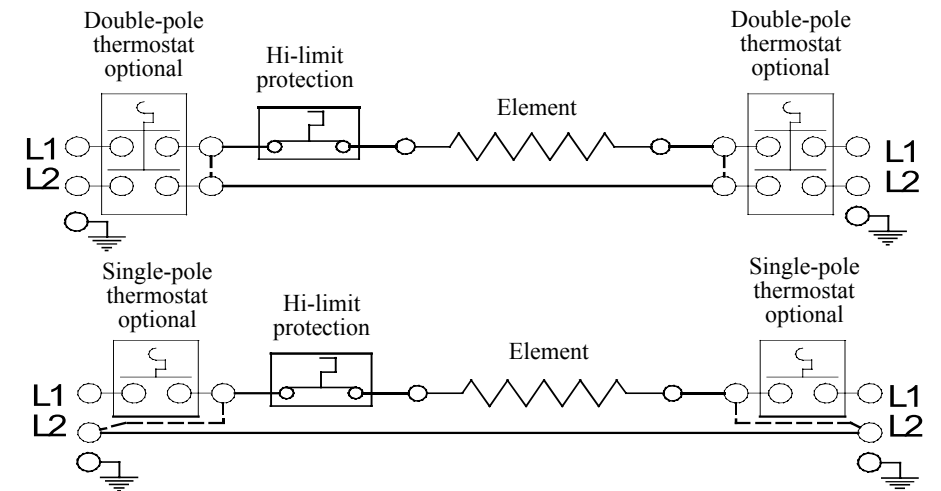 Double-pole
thermostat
optional
Hi-limit
protection
Element
Double-pole
thermostat
optional
L1
L2
L1
L2
Single-pole
thermostat
optional
Hi-limit
protection
Element
Single-pole
thermostat
optional
L1
L2
L1
L2